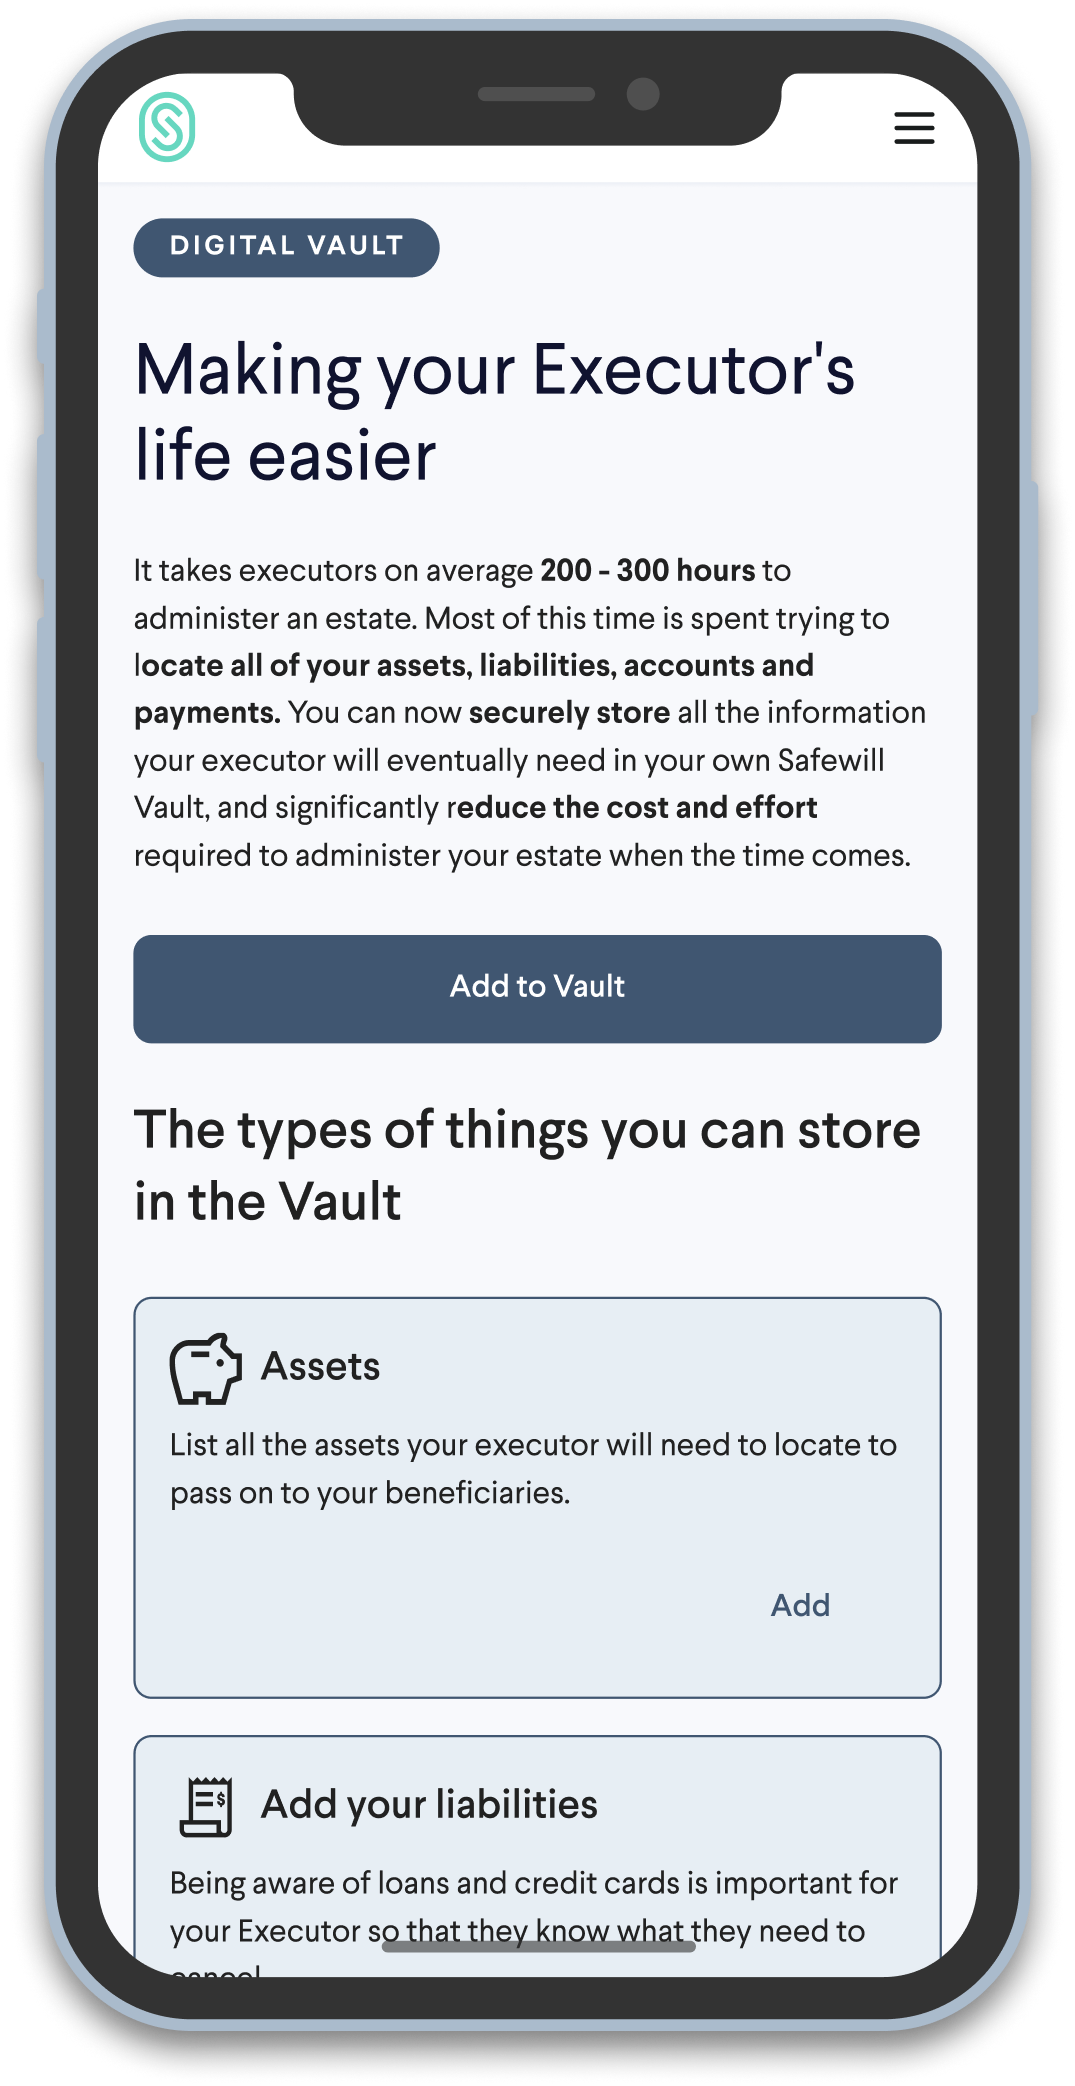 DIGITAL VAULT
Making your Executor's
life easier
It takes executors on average 200 - 300 hours to
administer an estate. Most of this time is spent trying to
locate all of your assets, liabilities, accounts and
payments. You can now securely store all the information
your executor will eventually need in your own Safewill
Vault, and significantly reduce the cost and effort
required to administer your estate when the time comes.
Add to Vault
The types of things you can store
in the Vault
Assets
List all the assets your executor will need to locate to
pass on to your beneficiaries.
Add
Add your liabilities
Being aware of loans and credit cards is important for
your Executor so that they know what they need to
cancel